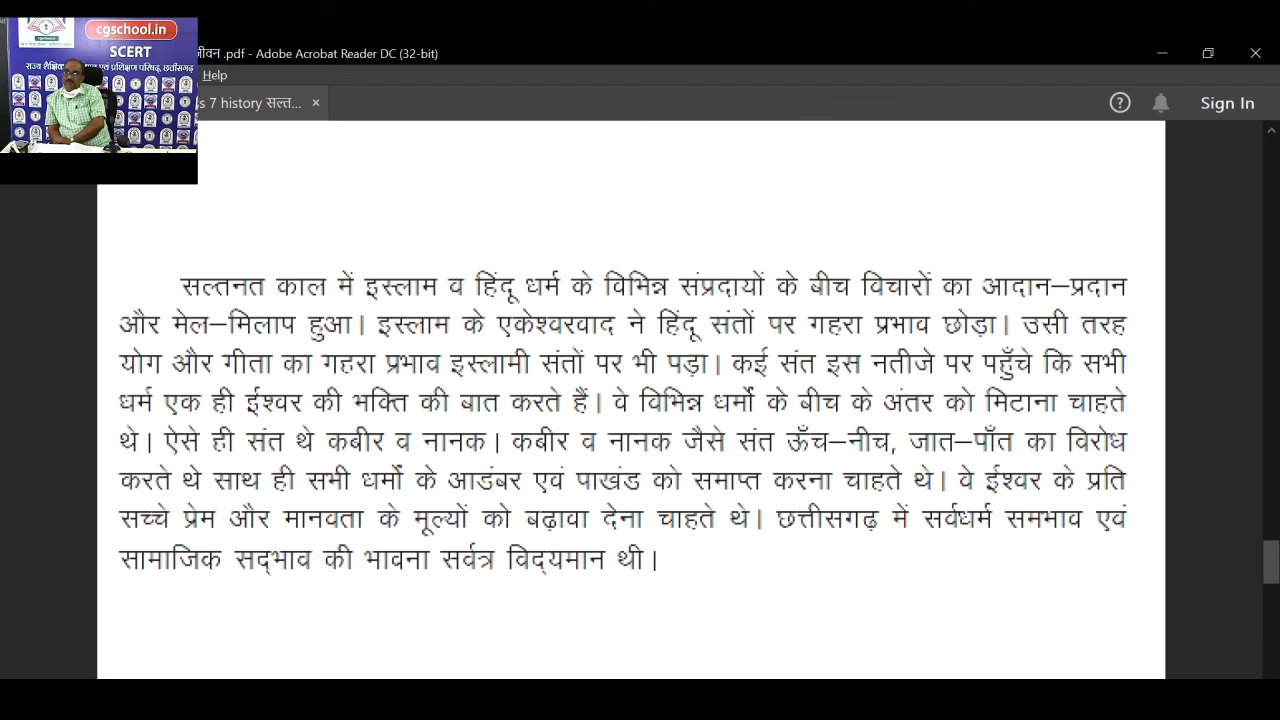 cgschool.in
SCERT
जीवन .pdf - Adobe Acrobat Reader DC (32-bit)
Help
7 history सल्त... ×
Sign In
सल्तनत काल में इस्लाम व हिंदू धर्म के विभिन्न संप्रदायों के बीच विचारों का आदान–प्रदान
और मेल–मिलाप हुआ। इस्लाम के एकेश्वरवाद ने हिंदू संतों पर गहरा प्रभाव छोड़ा। उसी तरह
योग और गीता का गहरा प्रभाव इस्लामी संतों पर भी पड़ा। कई संत इस नतीजे पर पहुँचे कि सभी
धर्म एक ही ईश्वर की भक्ति की बात करते हैं। वे विभिन्न धर्मों के बीच के अंतर को मिटाना चाहते
थे। ऐसे ही संत थे कबीर व नानक। कबीर व नानक जैसे संत ऊँच–नीच, जात–पाँत का विरोध
करते थे साथ ही सभी धर्मों के आडंबर एवं पाखंड को समाप्त करना चाहते थे। वे ईश्वर के प्रति
सच्चे प्रेम और मानवता के मूल्यों को बढ़ावा देना चाहते थे। छत्तीसगढ़ में सर्वधर्म समभाव एवं
सामाजिक सद्‌भाव की भावना सर्वत्र विद्‌यमान थी।